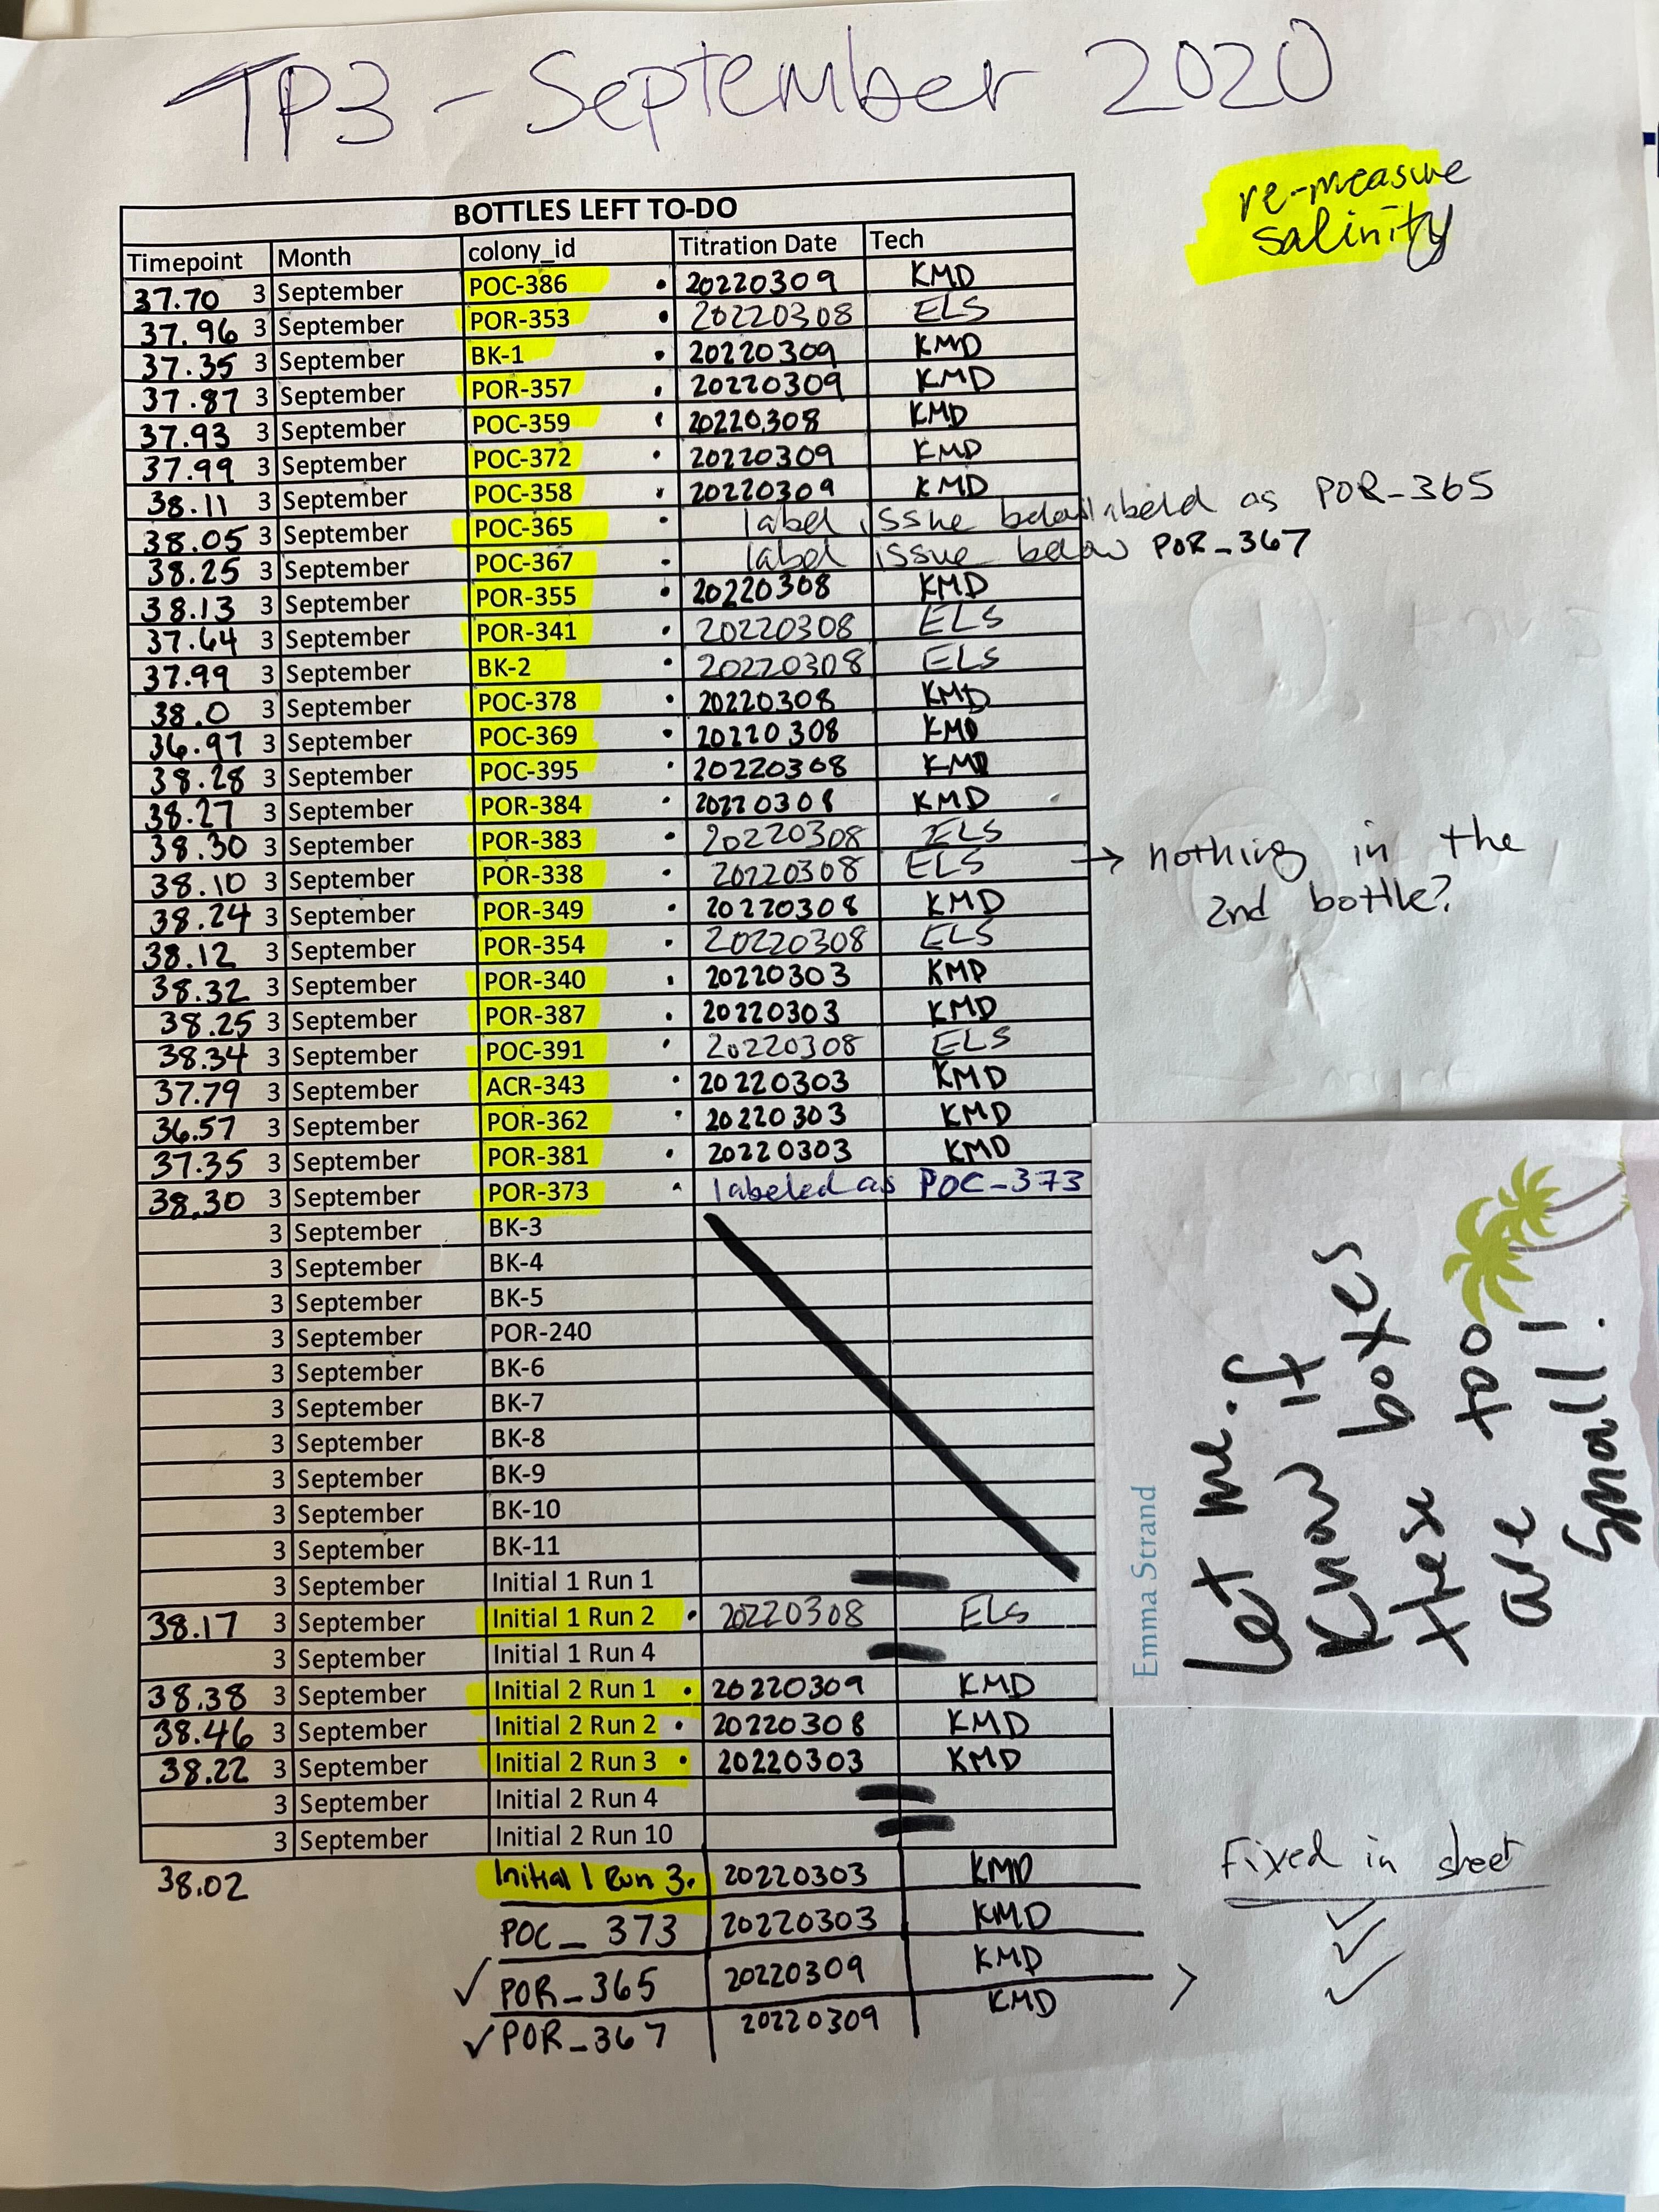 TP3 - September 2020
re-measure
salinity
BOTTLES LEFT TO-DO
Timepoint Month colony_id Titration Date Tech
37.70 3 September POC-386 • 20220309 KMD
37.96 3 September POR-353 • 20220308 ELS
37.35 3 September BK-1 • 20220309 KMD
37.87 3 September POR-357 • 20220309 KMD
37.93 3 September POC-359 • 20220308 KMD
37.99 3 September POC-372 • 20220309 KMD
38.11 3 September POC-358 • 20220309 KMD
38.05 3 September POC-365 • label issue below labeld as POR-365
38.25 3 September POC-367 • label issue below POR-367
38.13 3 September POR-355 • 20220308 KMD
37.64 3 September POR-341 • 20220308 ELS
37.99 3 September BK-2 • 20220308 ELS
38.0 3 September POC-378 • 20220308 KMD
36.97 3 September POC-369 • 20220308 KMD
38.28 3 September POC-395 • 20220308 KMD
38.27 3 September POR-384 • 20220308 KMD
38.30 3 September POR-383 • 20220308 ELS
38.10 3 September POR-338 • 20220308 ELS → nothing in the
2nd bottle?
38.24 3 September POR-349 • 20220308 KMD
38.12 3 September POR-354 • 20220308 ELS
38.32 3 September POR-340 • 20220303 KMD
38.25 3 September POR-387 • 20220303 KMD
38.34 3 September POC-391 • 20220308 ELS
37.79 3 September ACR-343 • 20220303 KMD
36.57 3 September POR-362 • 20220303 KMD
37.35 3 September POR-381 • 20220303 KMD
38.30 3 September POR-373 • labeled as POC-373
3 September BK-3
3 September BK-4
3 September BK-5
3 September POR-240
3 September BK-6
3 September BK-7
3 September BK-8
3 September BK-9
3 September BK-10
3 September BK-11
3 September Initial 1 Run 1
38.17 3 September Initial 1 Run 2 • 20220308 ELS
3 September Initial 1 Run 4
38.38 3 September Initial 2 Run 1 • 20220309 KMD
38.46 3 September Initial 2 Run 2 • 20220308 KMD
38.22 3 September Initial 2 Run 3 • 20220303 KMD
3 September Initial 2 Run 4
3 September Initial 2 Run 10
38.02 Initial 1 Run 3. 20220303 KMD
POC_373 20220303 KMD
✓ POR_365 20220309 KMD
✓ POR_367 20220309 KMD
> Fixed in sheet
✓
✓
✓
Emma Strand
Let me
know if
these boxes
are too
small!